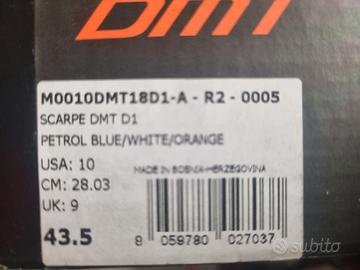 DMT
M0010DMT18D1-A - R2 - 0005
SCARPE DMT D1
PETROL BLUE/WHITE/ORANGE
USA: 10
MADE IN BOSNIA-HERZEGOVINA
CM: 28.03
UK: 9
43.5
8 059780 027037
subito